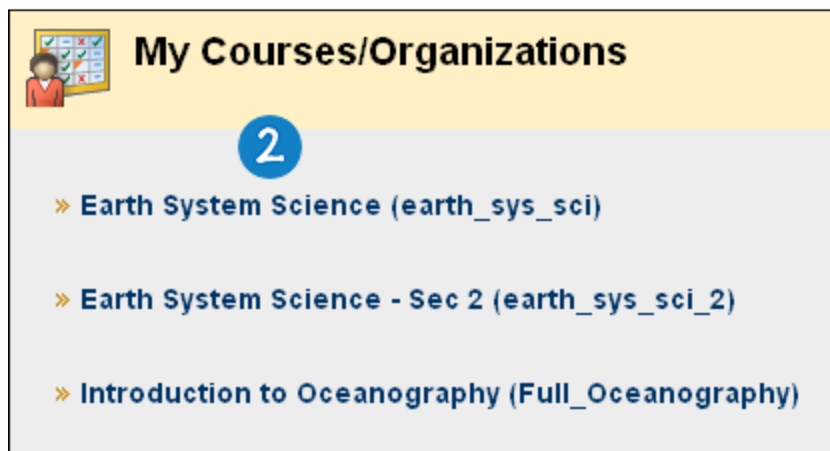 My Courses/Organizations
2
» Earth System Science (earth_sys_sci)
» Earth System Science - Sec 2 (earth_sys_sci_2)
» Introduction to Oceanography (Full_Oceanography)